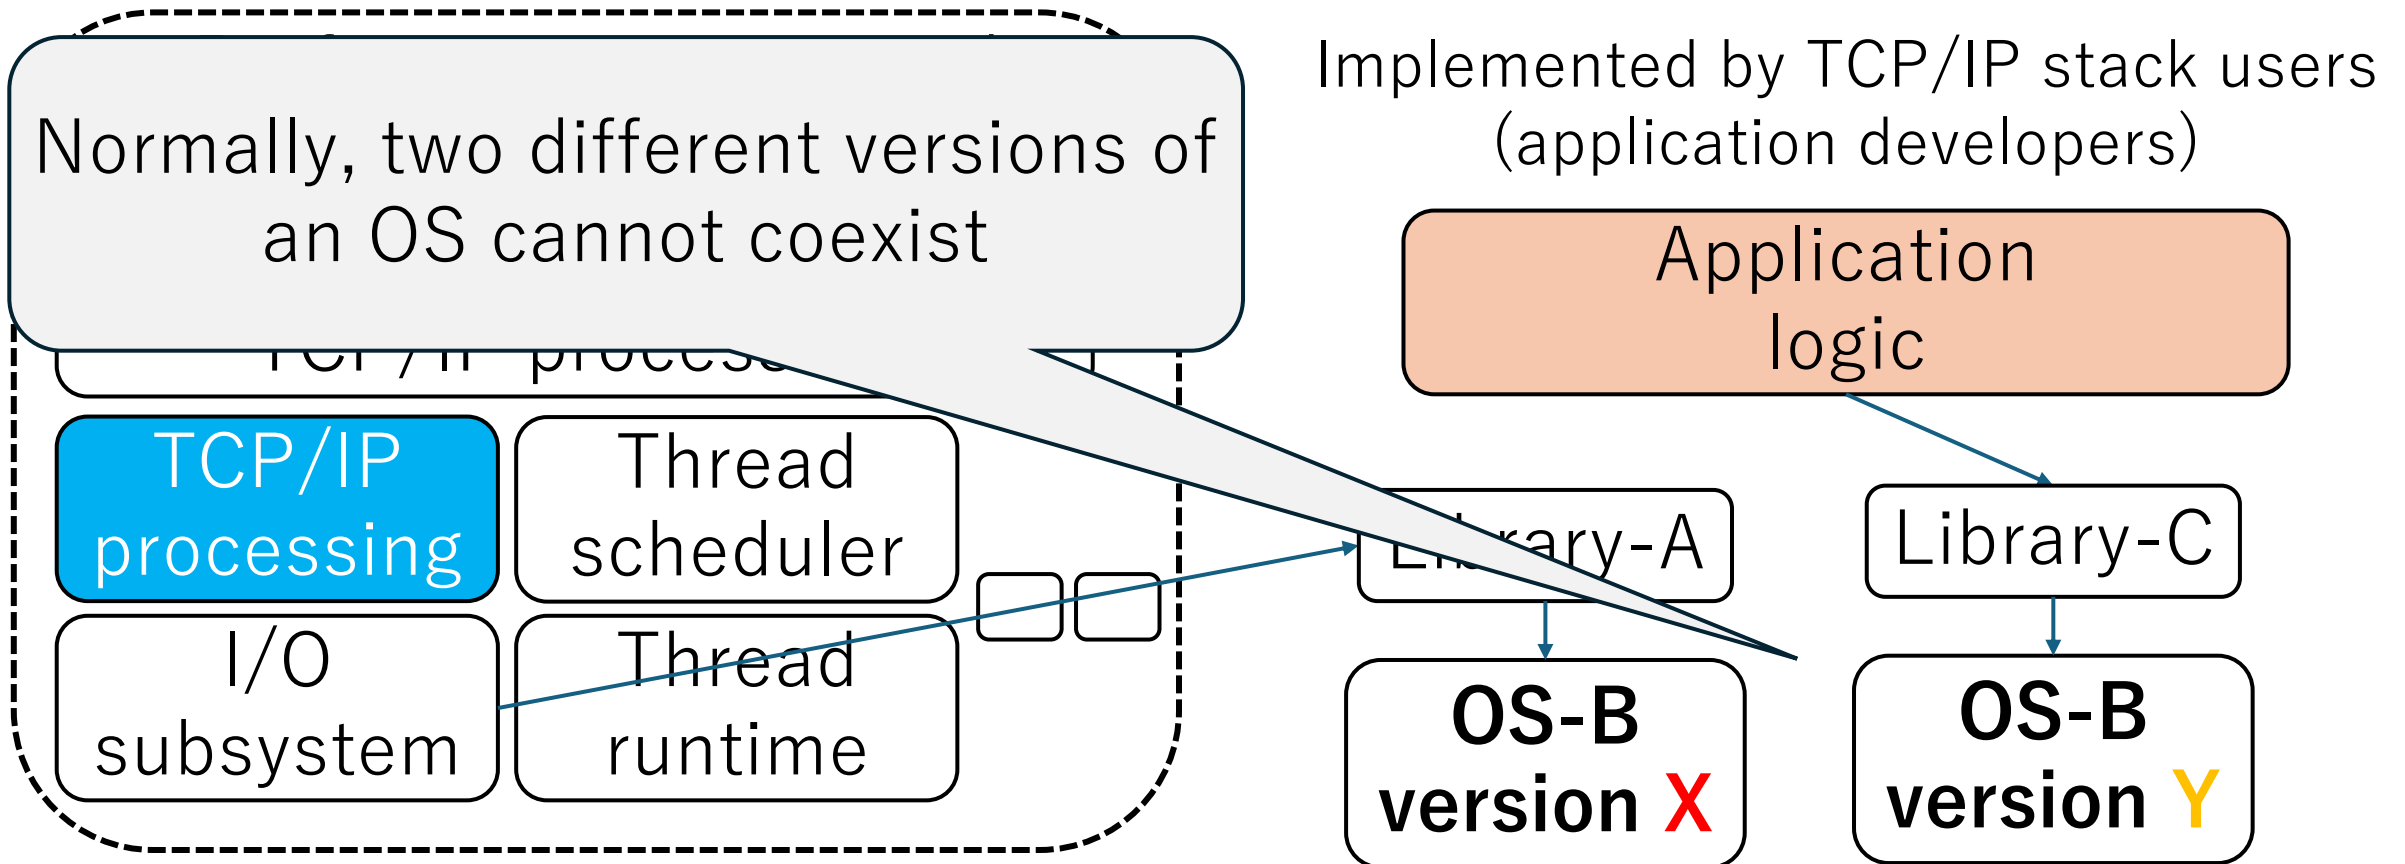 Normally, two different versions of
an OS cannot coexist
Implemented by TCP/IP stack users
(application developers)
Application
logic
TCP/IP
processing
Thread
scheduler
I/O
subsystem
Thread
runtime
Library-A
Library-C
OS-B
version X
OS-B
version Y